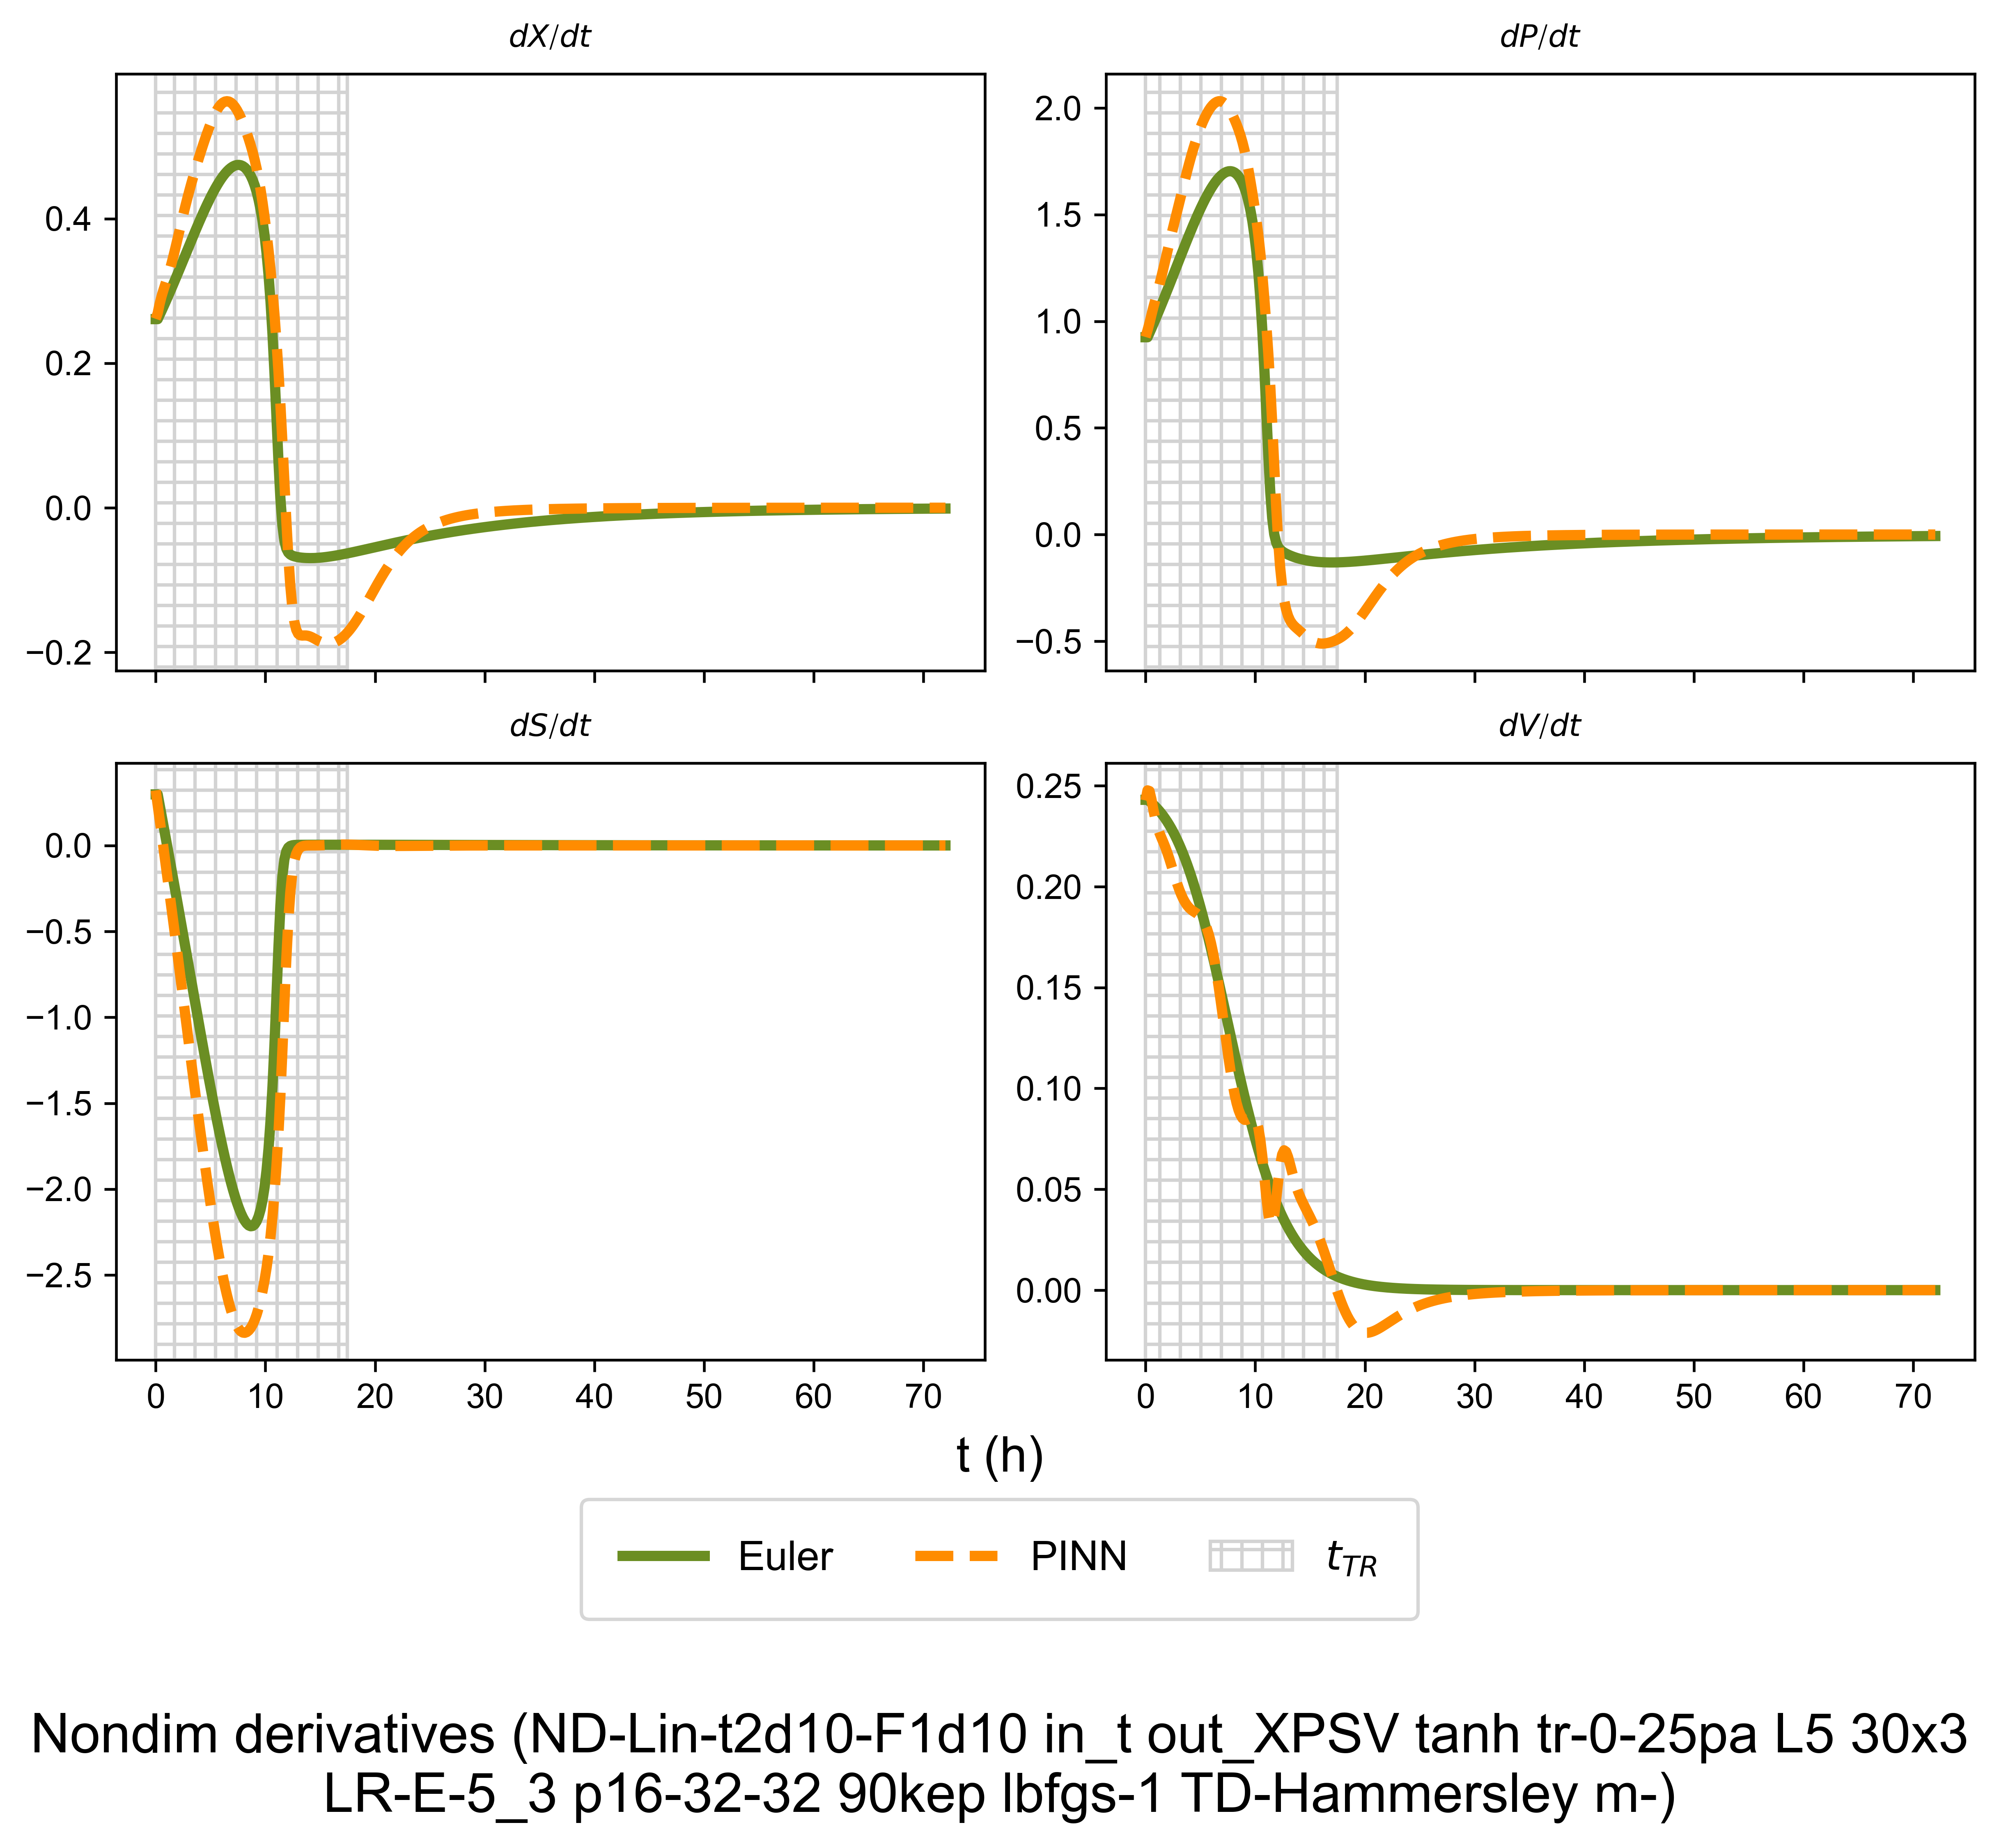 dX/dt
dP/dt
0.4
0.2
0.0
−0.2
2.0
1.5
1.0
0.5
0.0
−0.5
dS/dt
dV/dt
0.0
−0.5
−1.0
−1.5
−2.0
−2.5
0 10 20 30 40 50 60 70
0.25
0.20
0.15
0.10
0.05
0.00
0 10 20 30 40 50 60 70
t (h)
Euler PINN t_TR
Nondim derivatives (ND-Lin-t2d10-F1d10 in_t out_XPSV tanh tr-0-25pa L5 30x3
LR-E-5_3 p16-32-32 90kep lbfgs-1 TD-Hammersley m-)